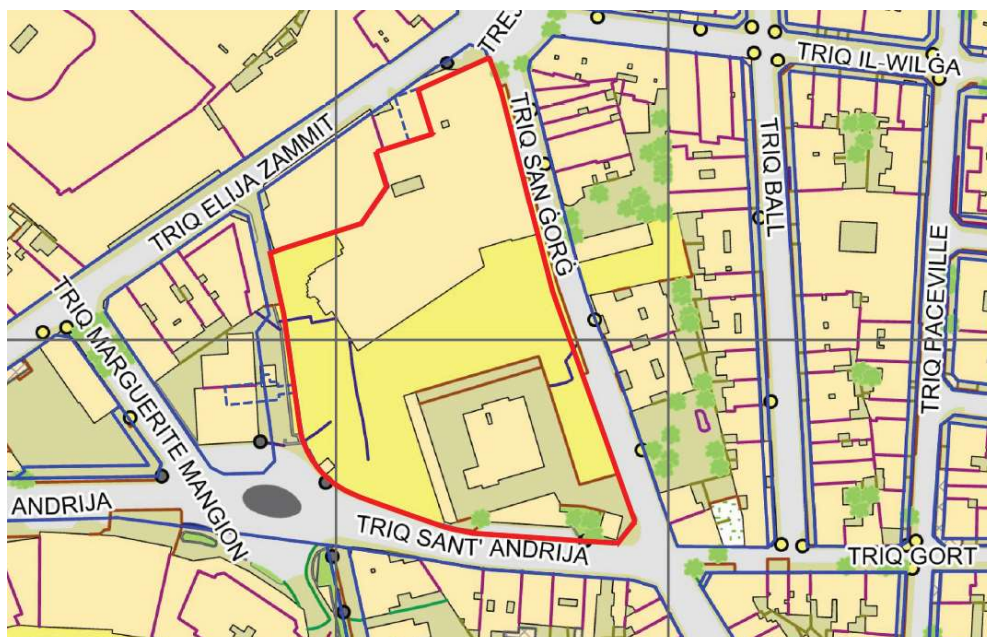 TREJ
TRIQ IL-WILGA
TRIQ ELIJA ZAMMIT
TRIQ SAN ĠORĠ
TRIQ BALL
TRIQ PACEVILLE
TRIQ MARGUERITE MANGION
ANDRIJA
TRIQ SANT' ANDRIJA
TRIQ GORT